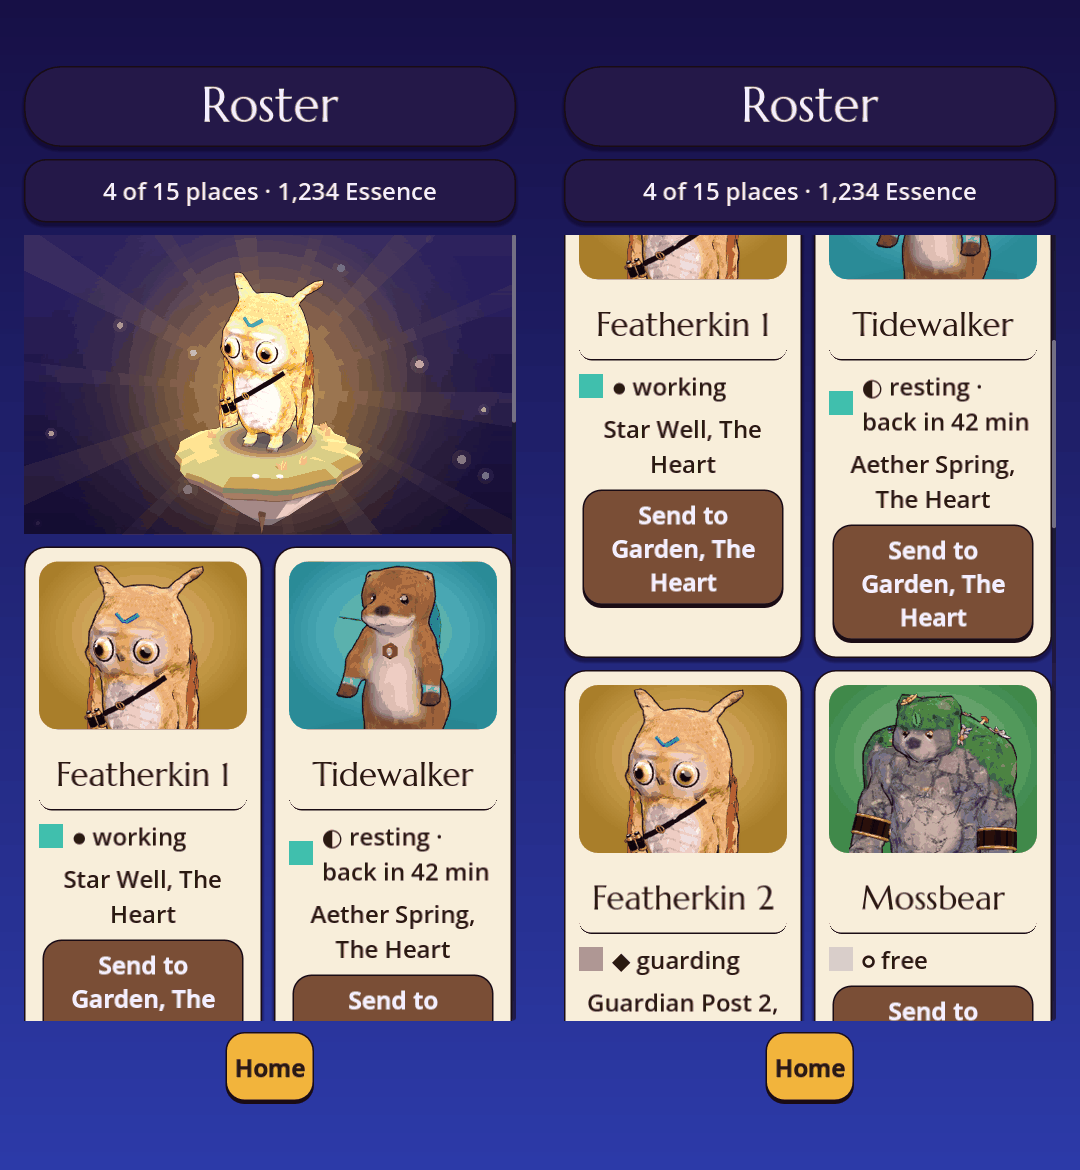 Roster
4 of 15 places · 1,234 Essence
Featherkin 1
● working
Star Well, The
Heart
Send to
Garden, The
Tidewalker
◐ resting ·
back in 42 min
Aether Spring,
The Heart
Send to
Home
Roster
4 of 15 places · 1,234 Essence
Featherkin 1
● working
Star Well, The
Heart
Send to
Garden, The
Heart
Tidewalker
◐ resting ·
back in 42 min
Aether Spring,
The Heart
Send to
Garden, The
Heart
Featherkin 2
◆ guarding
Guardian Post 2,
Mossbear
○ free
Send to
Home